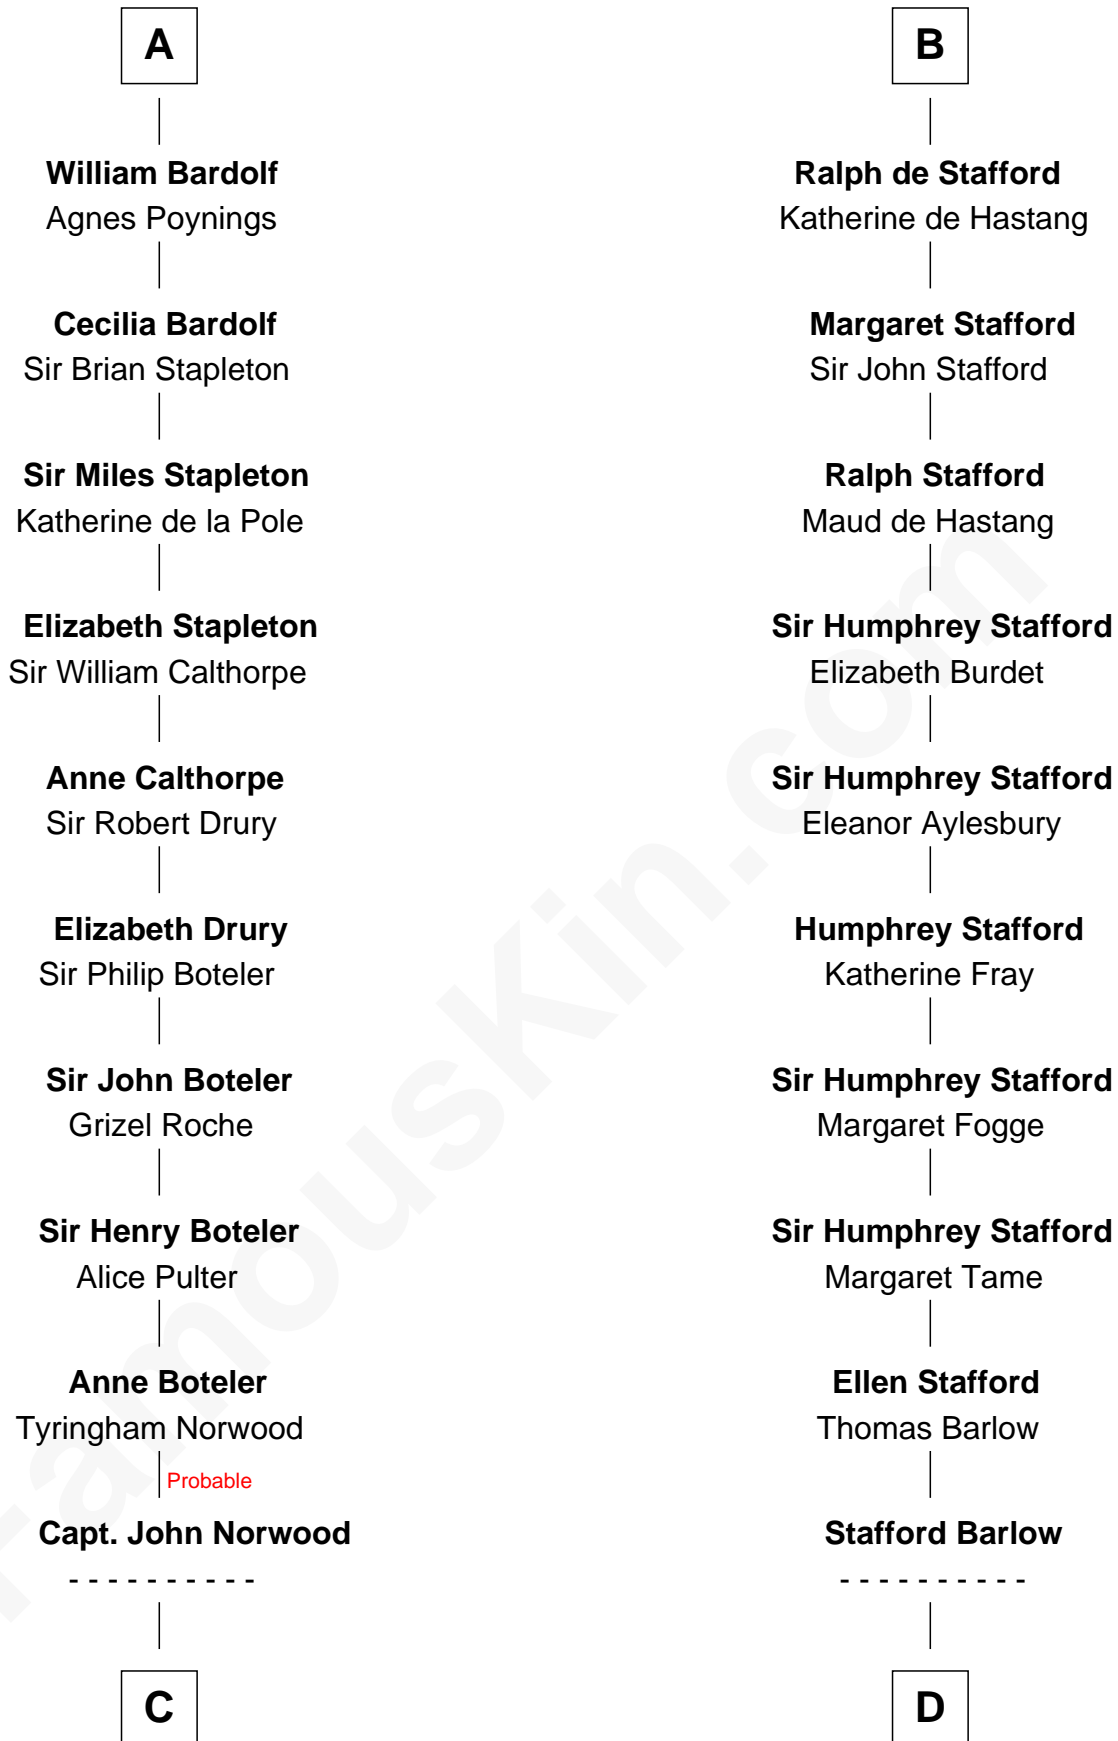 A
William Bardolf
Agnes Poynings
Cecilia Bardolf
Sir Brian Stapleton
Sir Miles Stapleton
Katherine de la Pole
Elizabeth Stapleton
Sir William Calthorpe
Anne Calthorpe
Sir Robert Drury
Elizabeth Drury
Sir Philip Boteler
Sir John Boteler
Grizel Roche
Sir Henry Boteler
Alice Pulter
Anne Boteler
Tyringham Norwood
Probable
Capt. John Norwood
- - - - - - - - - -
C
B
Ralph de Stafford
Katherine de Hastang
Margaret Stafford
Sir John Stafford
Ralph Stafford
Maud de Hastang
Sir Humphrey Stafford
Elizabeth Burdet
Sir Humphrey Stafford
Eleanor Aylesbury
Humphrey Stafford
Katherine Fray
Sir Humphrey Stafford
Margaret Fogge
Sir Humphrey Stafford
Margaret Tame
Ellen Stafford
Thomas Barlow
Stafford Barlow
- - - - - - - - - -
D
FamousKin.com